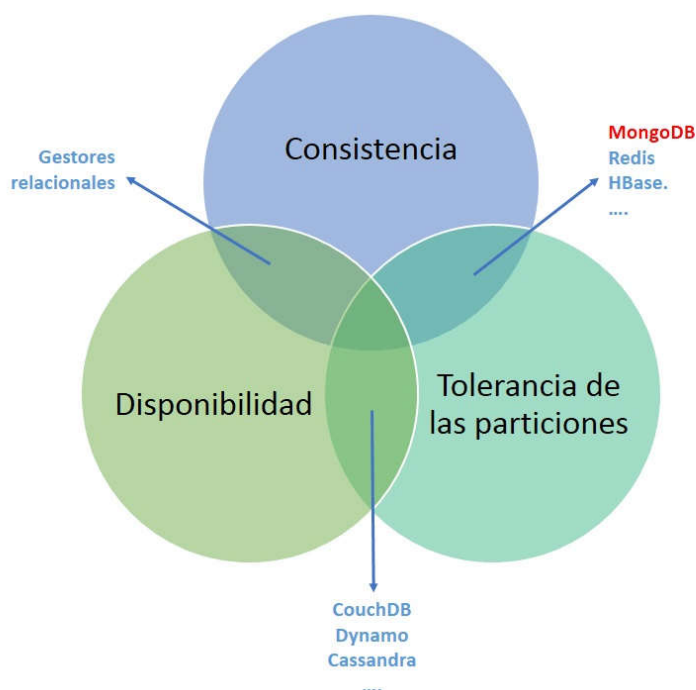 Consistencia
Gestores
relacionales
MongoDB
Redis
HBase.
....
Disponibilidad
Tolerancia de
las particiones
CouchDB
Dynamo
Cassandra
....